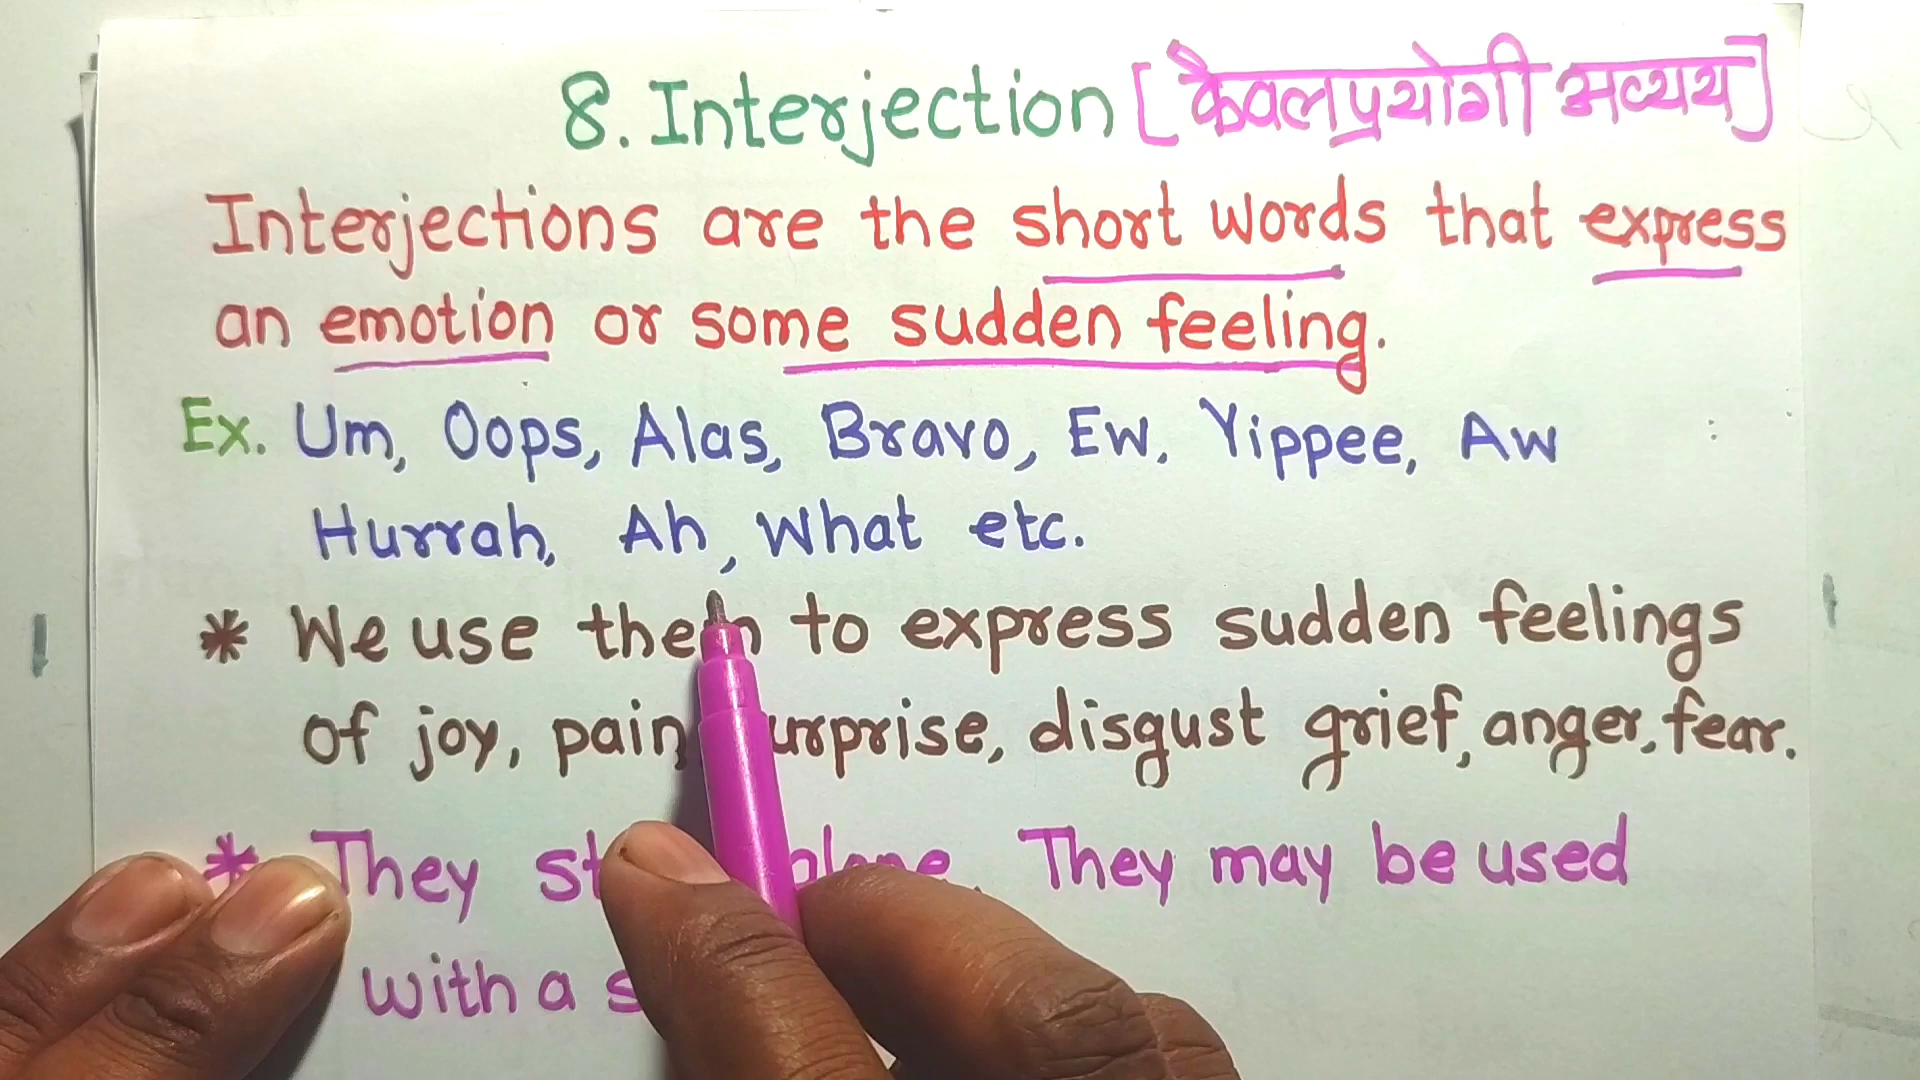 8. Interjection [केवलप्रयोगी अव्यय]
Interjections are the short words that express
an emotion or some sudden feeling.
Ex. Um, Oops, Alas, Bravo, Ew, Yippee, Aw
Hurrah, Ah, What etc.
* We use them to express sudden feelings
of joy, pain surprise, disgust grief, anger, fear.
* They alone. They may be used
with a